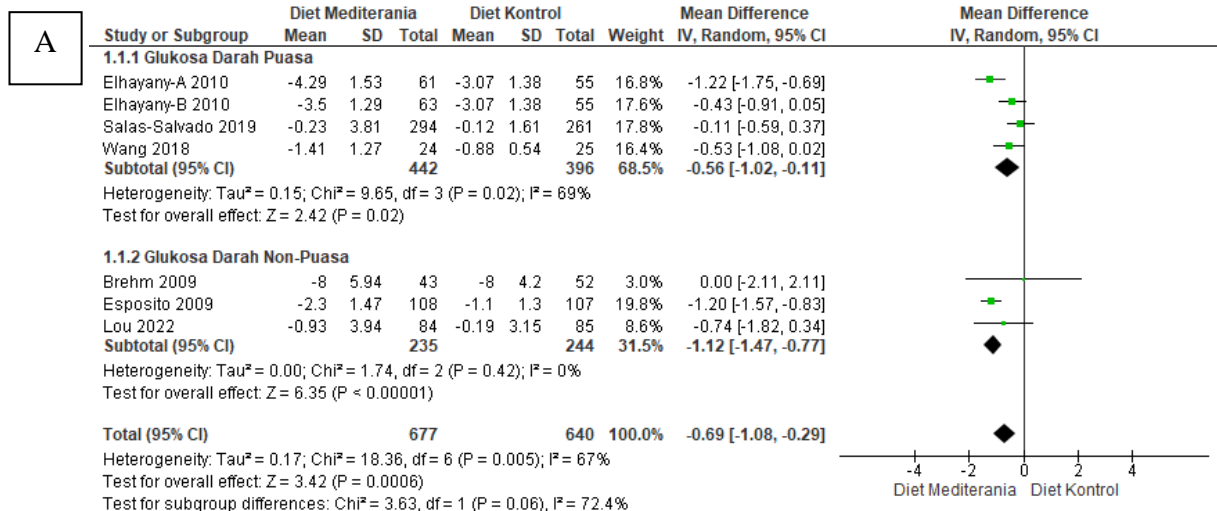 A
Diet Mediterania Diet Kontrol Mean Difference Mean Difference
Study or Subgroup Mean SD Total Mean SD Total Weight IV, Random, 95% CI IV, Random, 95% CI
1.1.1 Glukosa Darah Puasa
Elhayany-A 2010 -4.29 1.53 61 -3.07 1.38 55 16.8% -1.22 [-1.75, -0.69]
Elhayany-B 2010 -3.5 1.29 63 -3.07 1.38 55 17.6% -0.43 [-0.91, 0.05]
Salas-Salvado 2019 -0.23 3.81 294 -0.12 1.61 261 17.8% -0.11 [-0.59, 0.37]
Wang 2018 -1.41 1.27 24 -0.88 0.54 25 16.4% -0.53 [-1.08, 0.02]
Subtotal (95% CI) 442 396 68.5% -0.56 [-1.02, -0.11]
Heterogeneity: Tau² = 0.15; Chi² = 9.65, df = 3 (P = 0.02); I² = 69%
Test for overall effect: Z = 2.42 (P = 0.02)
1.1.2 Glukosa Darah Non-Puasa
Brehm 2009 -8 5.94 43 -8 4.2 52 3.0% 0.00 [-2.11, 2.11]
Esposito 2009 -2.3 1.47 108 -1.1 1.3 107 19.8% -1.20 [-1.57, -0.83]
Lou 2022 -0.93 3.94 84 -0.19 3.15 85 8.6% -0.74 [-1.82, 0.34]
Subtotal (95% CI) 235 244 31.5% -1.12 [-1.47, -0.77]
Heterogeneity: Tau² = 0.00; Chi² = 1.74, df = 2 (P = 0.42); I² = 0%
Test for overall effect: Z = 6.35 (P < 0.00001)
Total (95% CI) 677 640 100.0% -0.69 [-1.08, -0.29]
Heterogeneity: Tau² = 0.17; Chi² = 18.36, df = 6 (P = 0.005); I² = 67%
Test for overall effect: Z = 3.42 (P = 0.0006)
Test for subgroup differences: Chi² = 3.63, df = 1 (P = 0.06), I² = 72.4%
-4 -2 0 2 4
Diet Mediterania Diet Kontrol